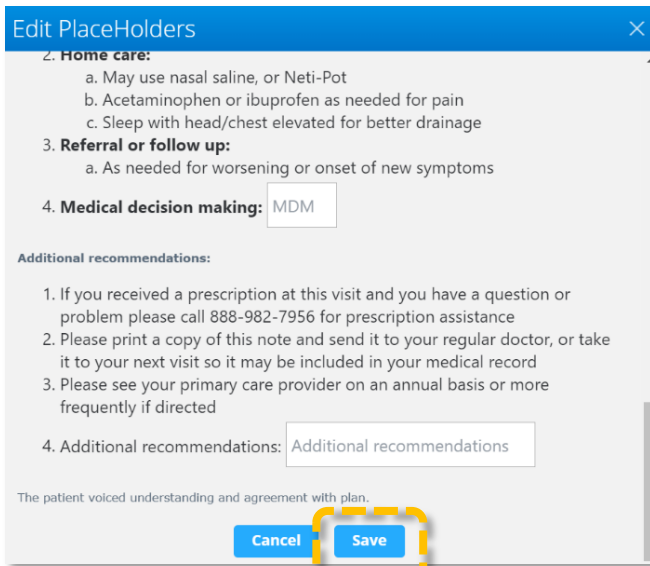 Edit PlaceHolders
2. Home care:
a. May use nasal saline, or Neti-Pot
b. Acetaminophen or ibuprofen as needed for pain
c. Sleep with head/chest elevated for better drainage
3. Referral or follow up:
a. As needed for worsening or onset of new symptoms
4. Medical decision making: MDM
Additional recommendations:
1. If you received a prescription at this visit and you have a question or
problem please call 888-982-7956 for prescription assistance
2. Please print a copy of this note and send it to your regular doctor, or take
it to your next visit so it may be included in your medical record
3. Please see your primary care provider on an annual basis or more
frequently if directed
4. Additional recommendations: Additional recommendations
The patient voiced understanding and agreement with plan.
Cancel Save